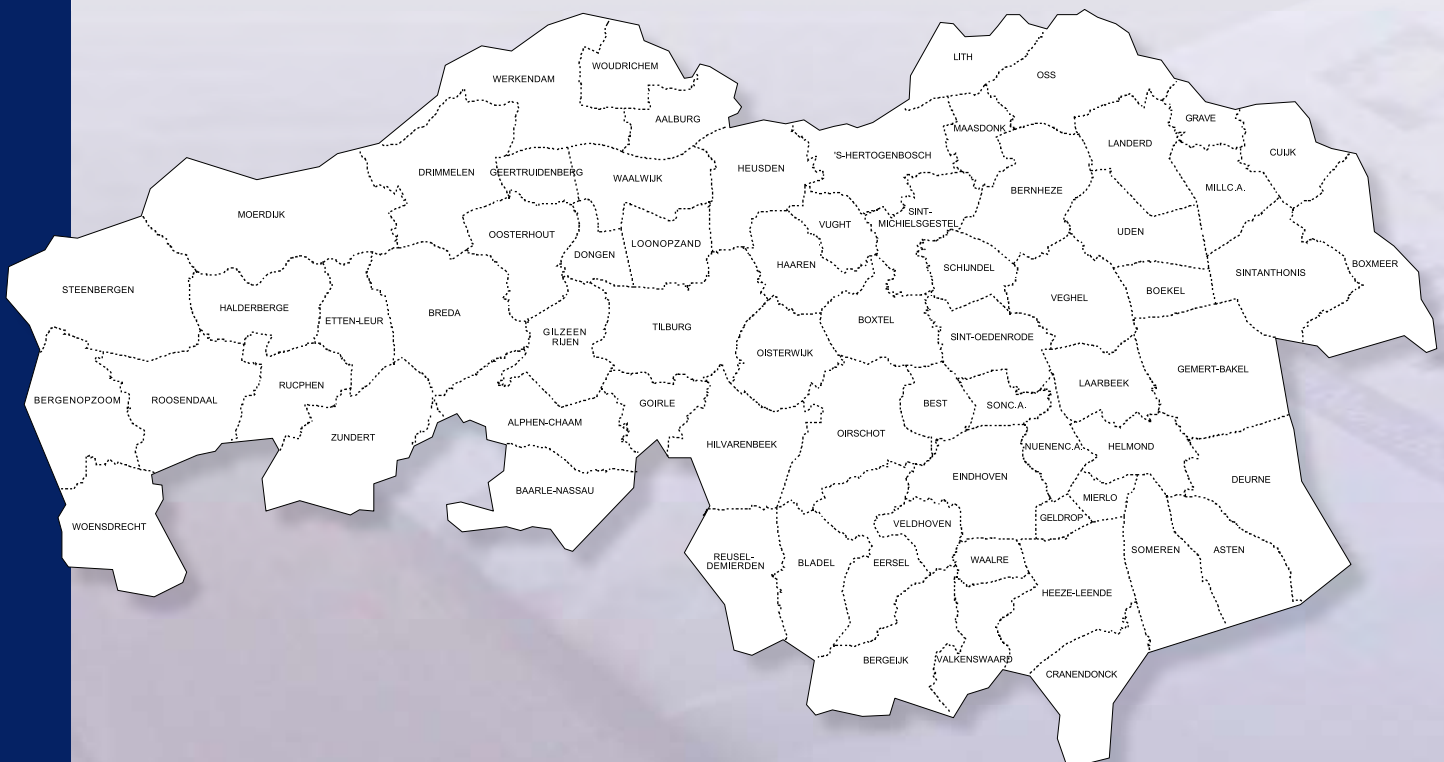 LITH
WOUDRICHEM
OSS
WERKENDAM
AALBURG
GRAVE
MAASDONK
LANDERD
CUIJK
'S-HERTOGENBOSCH
HEUSDEN
DRIMMELEN
GEERTRUIDENBERG
WAALWIJK
MILLC.A.
BERNHEZE
MOERDIJK
SINT-
MICHIELSGESTEL
VUGHT
UDEN
OOSTERHOUT
LOONOPZAND
DONGEN
HAAREN
SCHIJNDEL
BOXMEER
SINTANTHONIS
STEENBERGEN
BOEKEL
VEGHEL
HALDERBERGE
ETTEN-LEUR
BREDA
BOXTEL
TILBURG
GILZEEN
RIJEN
SINT-OEDENRODE
OISTERWIJK
GEMERT-BAKEL
LAARBEEK
RUCPHEN
BERGENOPZOOM
ROOSENDAAL
GOIRLE
BEST
SONC.A.
ALPHEN-CHAAM
OIRSCHOT
ZUNDERT
HILVARENBEEK
NUENENC.A.
HELMOND
EINDHOVEN
DEURNE
BAARLE-NASSAU
MIERLO
GELDROP
WOENSDRECHT
VELDHOVEN
SOMEREN
ASTEN
REUSEL-
DEMIERDEN
BLADEL
EERSEL
WAALRE
HEEZE-LEENDE
BERGEIJK
VALKENSWAARD
CRANENDONCK